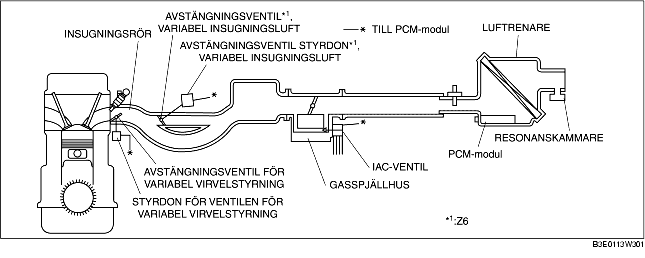 AVSTÄNGNINGSVENTIL*1,
VARIABEL INSUGNINGSLUFT
* TILL PCM-modul
LUFTRENARE
INSUGNINGSRÖR
AVSTÄNGNINGSVENTIL STYRDON*1,
VARIABEL INSUGNINGSLUFT
*
*
RESONANSKAMMARE
PCM-modul
*
IAC-VENTIL
AVSTÄNGNINGSVENTIL FÖR
VARIABEL VIRVELSTYRNING
GASSPJÄLLHUS
STYRDON FÖR VENTILEN FÖR
VARIABEL VIRVELSTYRNING
*1:Z6
B3E0113W301